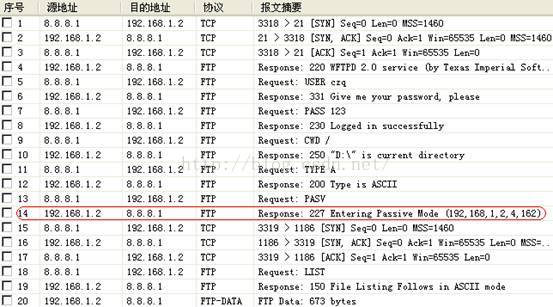 序号 源地址 目的地址 协议 报文摘要
1 8.8.8.1 192.168.1.2 TCP 3318 > 21 [SYN] Seq=0 Len=0 MSS=1460
2 192.168.1.2 8.8.8.1 TCP 21 > 3318 [SYN, ACK] Seq=0 Ack=1 Win=65535 Len=0 MSS=...
3 8.8.8.1 192.168.1.2 TCP 3318 > 21 [ACK] Seq=1 Ack=1 Win=65535 Len=0
4 192.168.1.2 8.8.8.1 FTP Response: 220 WFTPD 2.0 service (by Texas Imperial Soft..
5 8.8.8.1 192.168.1.2 FTP Request: USER czq
6 192.168.1.2 8.8.8.1 FTP Response: 331 Give me your password, please
7 8.8.8.1 192.168.1.2 FTP Request: PASS 123
8 192.168.1.2 8.8.8.1 FTP Response: 230 Logged in successfully
9 8.8.8.1 192.168.1.2 FTP Request: CWD /
10 192.168.1.2 8.8.8.1 FTP Response: 250 "D:\" is current directory
11 8.8.8.1 192.168.1.2 FTP Request: TYPE A
12 192.168.1.2 8.8.8.1 FTP Response: 200 Type is ASCII
13 8.8.8.1 192.168.1.2 FTP Request: PASV
14 192.168.1.2 8.8.8.1 FTP Response: 227 Entering Passive Mode (192,168,1,2,4,162)
15 8.8.8.1 192.168.1.2 TCP 3319 > 1186 [SYN] Seq=0 Len=0 MSS=1460
16 192.168.1.2 8.8.8.1 TCP 1186 > 3319 [SYN, ACK] Seq=0 Ack=1 Win=65535 Len=0 M...
17 8.8.8.1 192.168.1.2 TCP 3319 > 1186 [ACK] Seq=1 Ack=1 Win=65535 Len=0
18 8.8.8.1 192.168.1.2 FTP Request: LIST
19 192.168.1.2 8.8.8.1 FTP Response: 150 File Listing Follows in ASCII mode
20 192.168.1.2 8.8.8.1 FTP-DATA FTP Data: 673 bytes